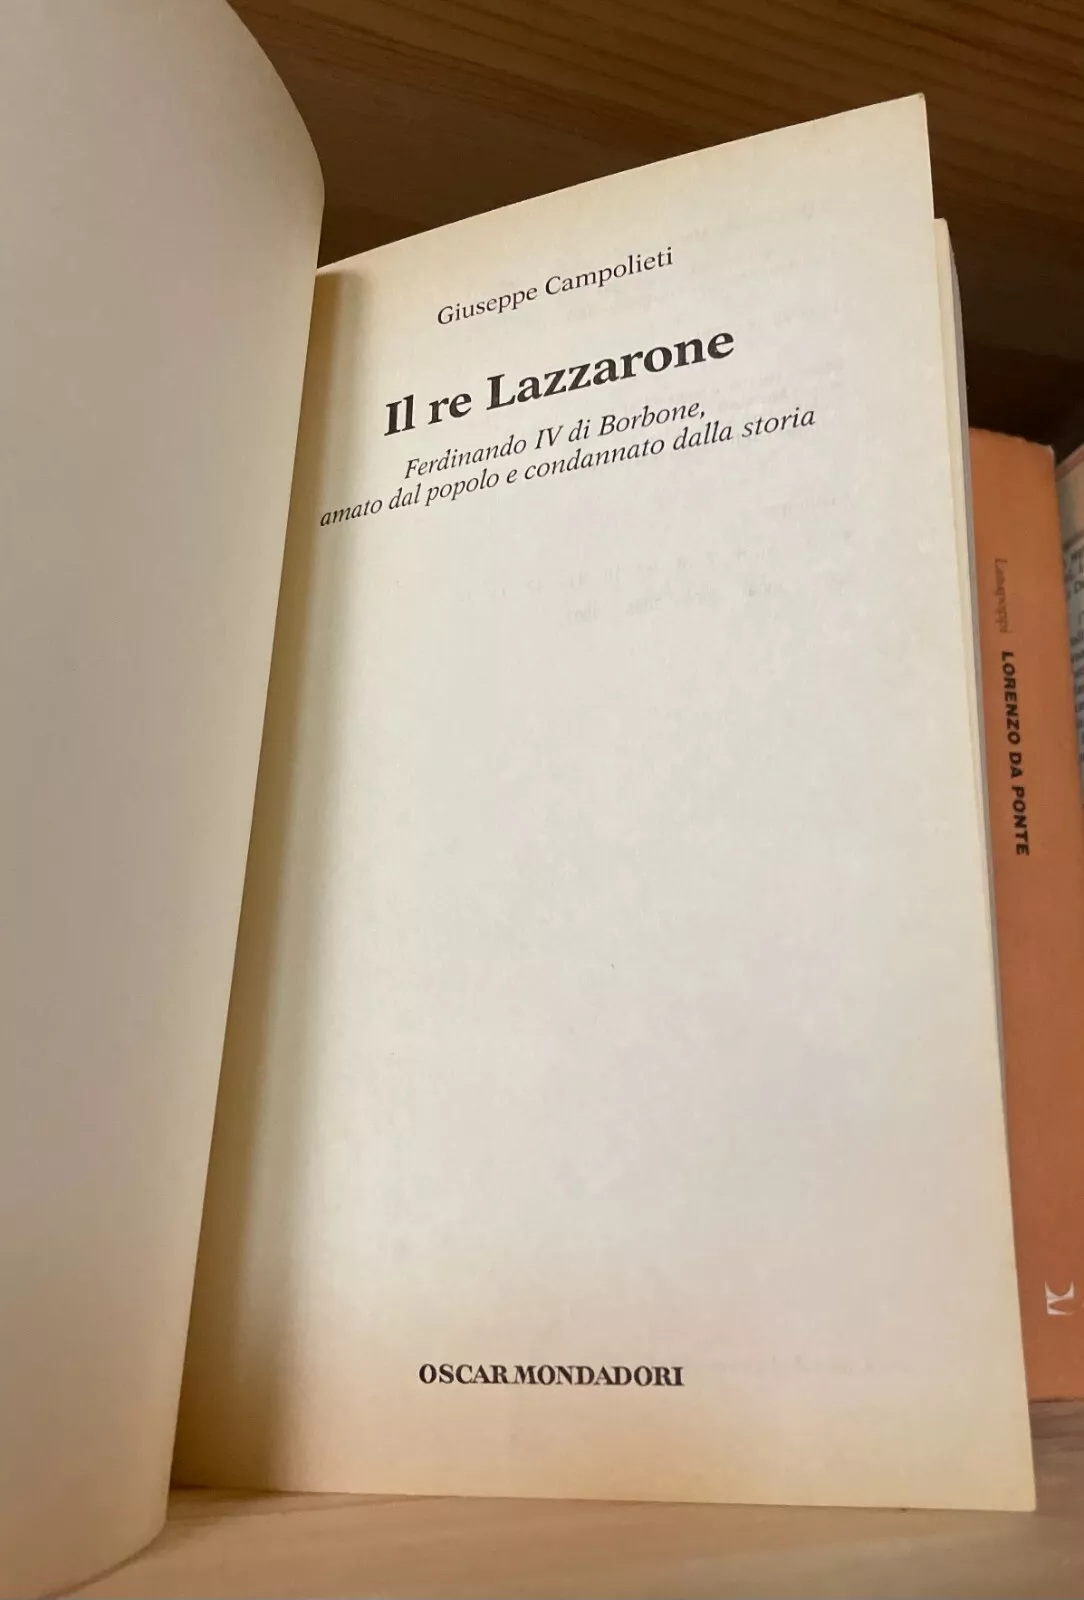 Giuseppe Campolieti
Il re Lazzarone
Ferdinando IV di Borbone,
amato dal popolo e condannato dalla storia
OSCAR MONDADORI
Lanapoppi LORENZO DA PONTE